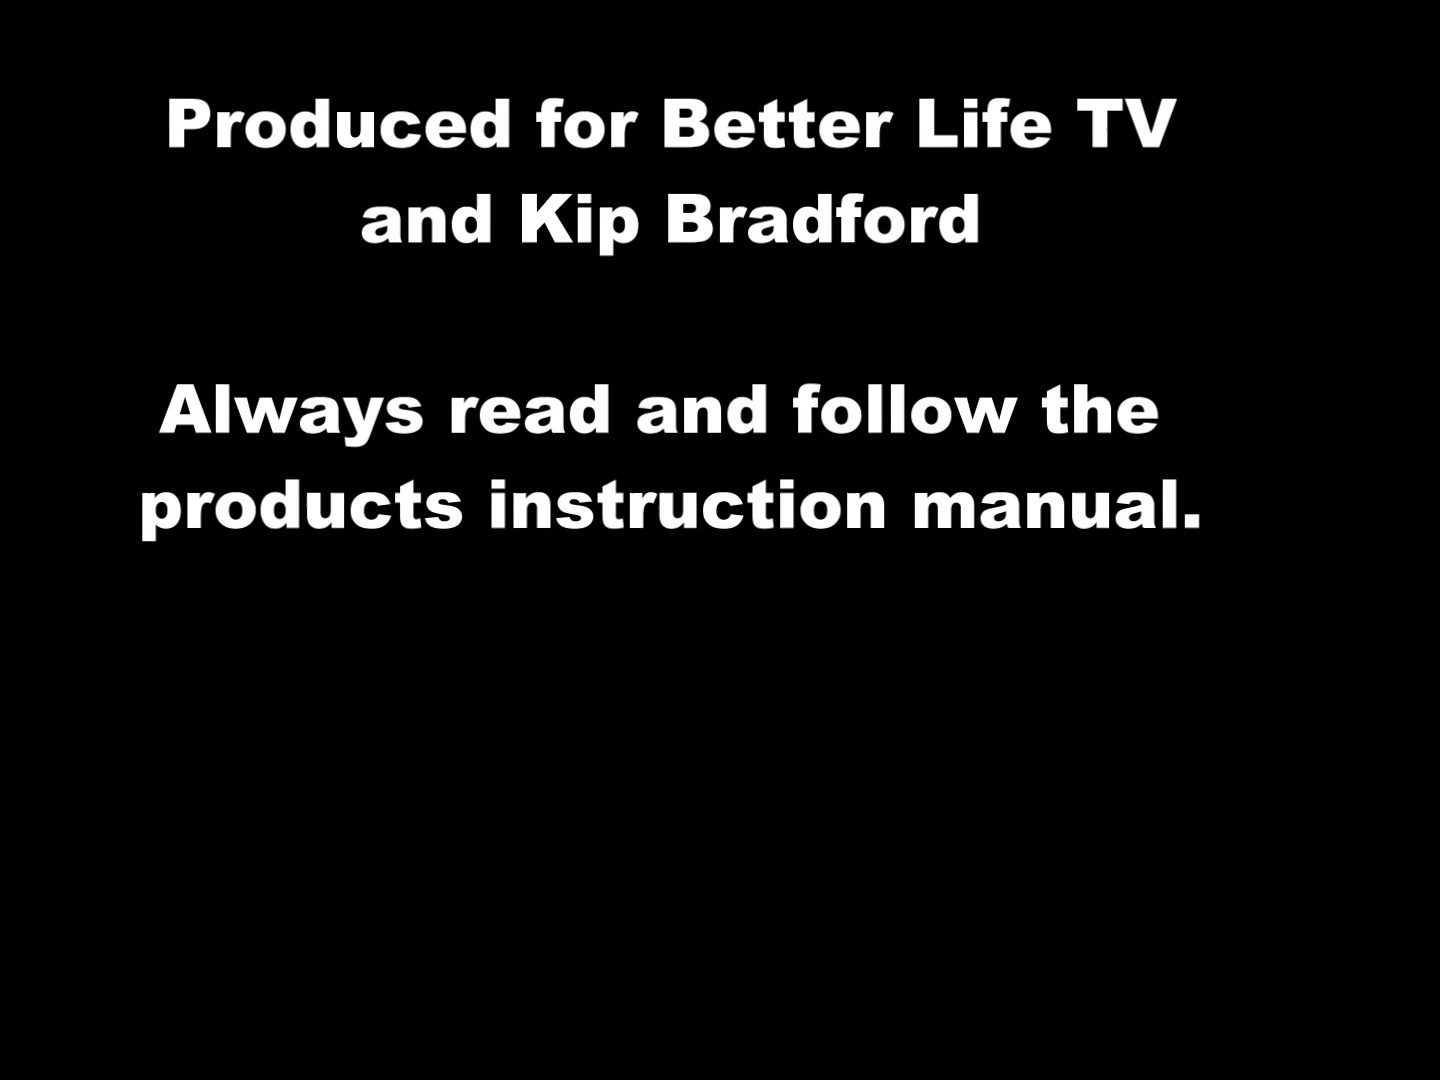 Produced for Better Life TV
and Kip Bradford
Always read and follow the
products instruction manual.